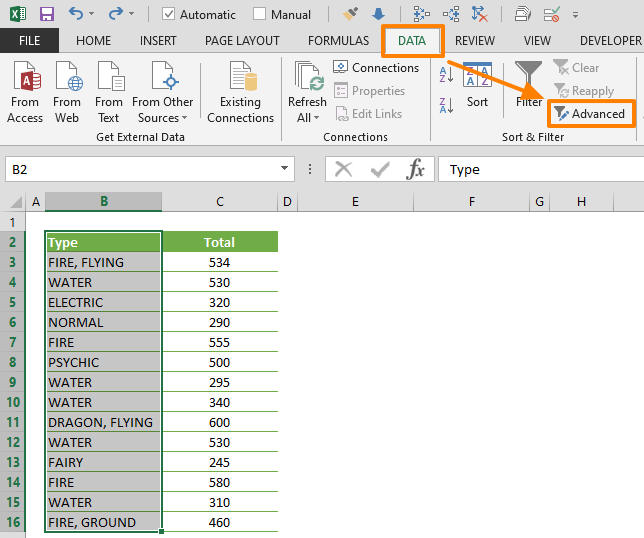 Automatic Manual
FILE HOME INSERT PAGE LAYOUT FORMULAS DATA REVIEW VIEW DEVELOPER
From Access
From Web
From Text
From Other Sources
Existing Connections
Get External Data
Refresh All
Connections
Properties
Edit Links
Connections
A Z
Z A
Z A A Z
Sort
Filter
Clear
Reapply
Advanced
Sort & Filter
B2 fx Type
A B C D E F G H
1
2 Type Total
3 FIRE, FLYING 534
4 WATER 530
5 ELECTRIC 320
6 NORMAL 290
7 FIRE 555
8 PSYCHIC 500
9 WATER 295
10 WATER 340
11 DRAGON, FLYING 600
12 WATER 530
13 FAIRY 245
14 FIRE 580
15 WATER 310
16 FIRE, GROUND 460